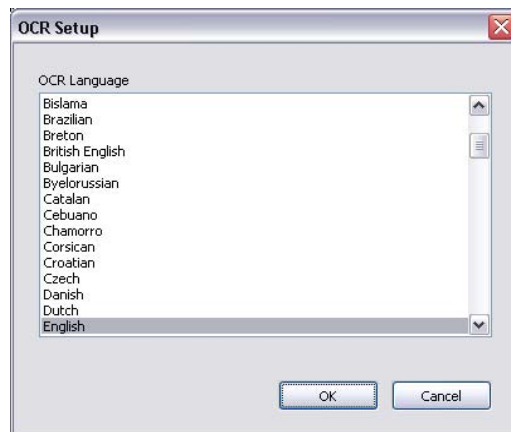 OCR Setup
OCR Language
Bislama
Brazilian
Breton
British English
Bulgarian
Byelorussian
Catalan
Cebuano
Chamorro
Corsican
Croatian
Czech
Danish
Dutch
English
OK
Cancel